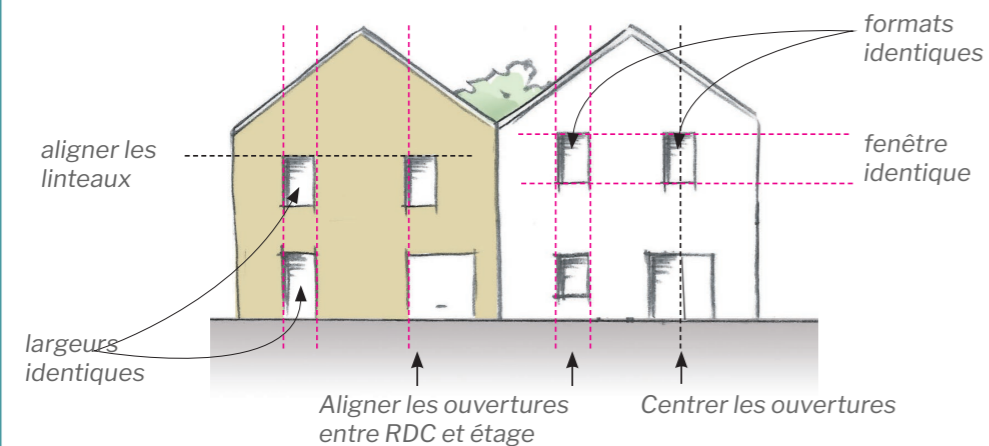 formats
identiques
aligner les
linteaux
fenêtre
identique
largeurs
identiques
Aligner les ouvertures
entre RDC et étage
Centrer les ouvertures